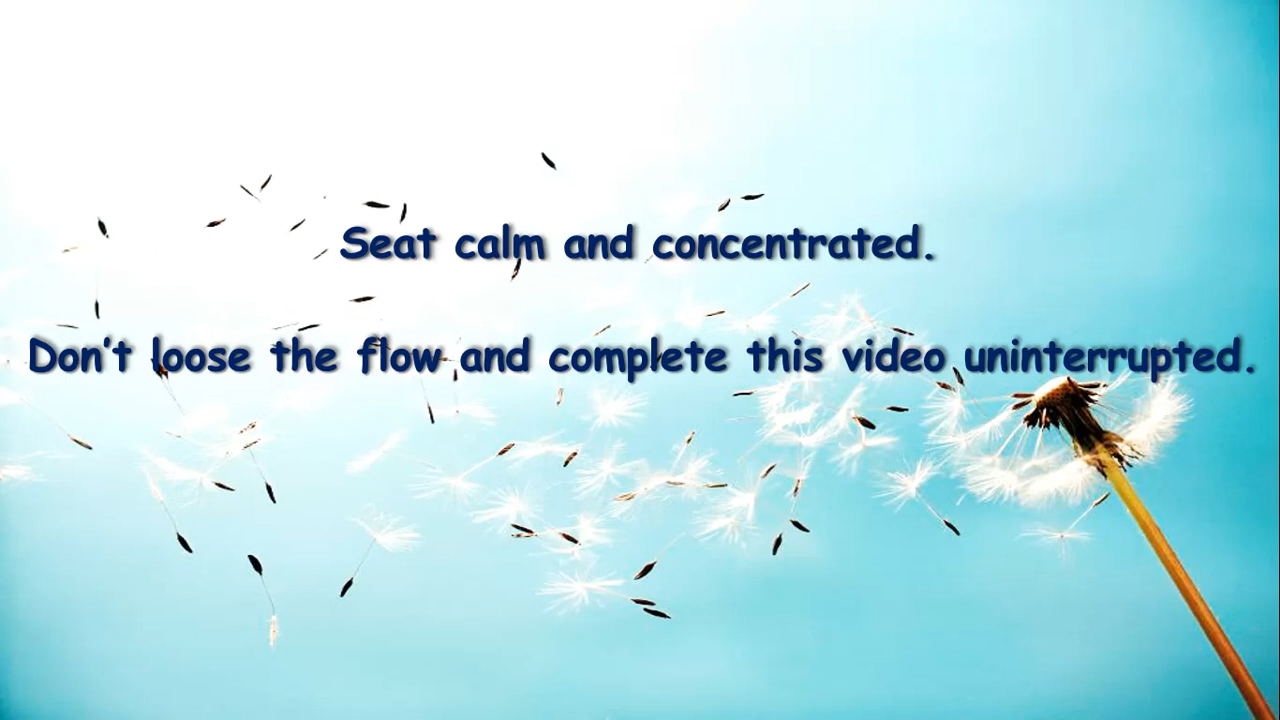 Seat calm and concentrated.
Don't loose the flow and complete this video uninterrupted.